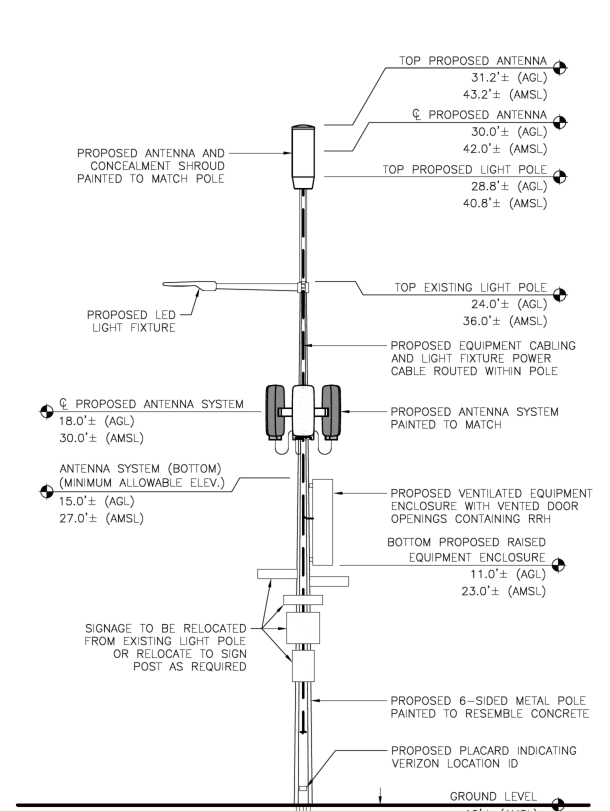 TOP PROPOSED ANTENNA
31.2'± (AGL)
43.2'± (AMSL)
℄ PROPOSED ANTENNA
30.0'± (AGL)
42.0'± (AMSL)
PROPOSED ANTENNA AND
CONCEALMENT SHROUD
PAINTED TO MATCH POLE
TOP PROPOSED LIGHT POLE
28.8'± (AGL)
40.8'± (AMSL)
TOP EXISTING LIGHT POLE
24.0'± (AGL)
36.0'± (AMSL)
PROPOSED LED
LIGHT FIXTURE
PROPOSED EQUIPMENT CABLING
AND LIGHT FIXTURE POWER
CABLE ROUTED WITHIN POLE
℄ PROPOSED ANTENNA SYSTEM
18.0'± (AGL)
30.0'± (AMSL)
PROPOSED ANTENNA SYSTEM
PAINTED TO MATCH
ANTENNA SYSTEM (BOTTOM)
(MINIMUM ALLOWABLE ELEV.)
15.0'± (AGL)
27.0'± (AMSL)
PROPOSED VENTILATED EQUIPMENT
ENCLOSURE WITH VENTED DOOR
OPENINGS CONTAINING RRH
BOTTOM PROPOSED RAISED
EQUIPMENT ENCLOSURE
11.0'± (AGL)
23.0'± (AMSL)
SIGNAGE TO BE RELOCATED
FROM EXISTING LIGHT POLE
OR RELOCATE TO SIGN
POST AS REQUIRED
PROPOSED 6-SIDED METAL POLE
PAINTED TO RESEMBLE CONCRETE
PROPOSED PLACARD INDICATING
VERIZON LOCATION ID
GROUND LEVEL